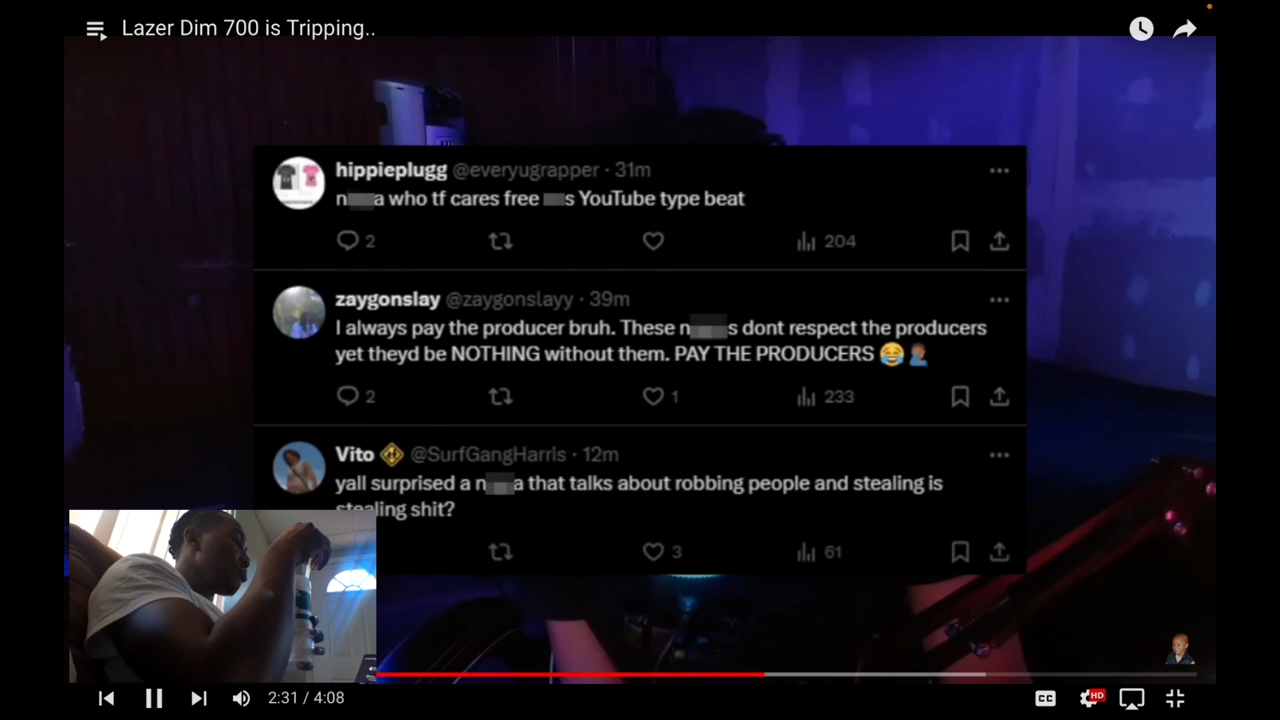 Lazer Dim 700 is Tripping..
hippieplugg @everyugrapper · 31m
who tf cares free YouTube type beat
2 204
zaygonslay @zaygonslayy · 39m
I always pay the producer bruh. These dont respect the producers
yet theyd be NOTHING without them. PAY THE PRODUCERS 😂🤦🏾‍♂️
2 1 233
Vito @SurfGangHarris · 12m
yall surprised a that talks about robbing people and stealing is
stealing shit?
3 61
2:31 / 4:08
CC HD